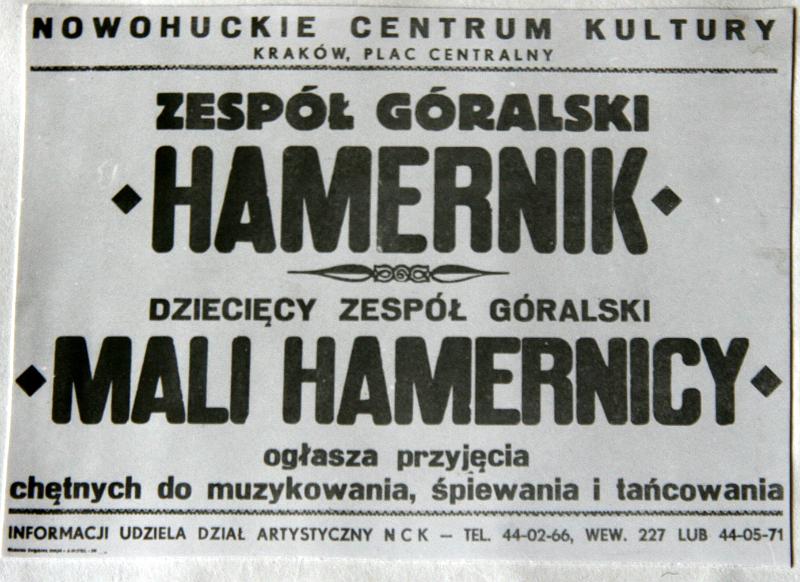 NOWOHUCKIE CENTRUM KULTURY
KRAKÓW, PLAC CENTRALNY
ZESPÓŁ GÓRALSKI
HAMERNIK
DZIECIĘCY ZESPÓŁ GÓRALSKI
MALI HAMERNICY
ogłasza przyjęcia
chętnych do muzykowania, śpiewania i tańcowania
INFORMACJI UDZIELA DZIAŁ ARTYSTYCZNY N C K — TEL. 44-02-66, WEW. 227 LUB 44-05-71